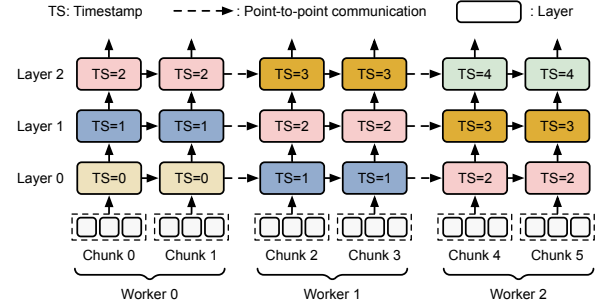 TS: Timestamp : Point-to-point communication : Layer
Layer 2 TS=2 TS=2 TS=3 TS=3 TS=4 TS=4
Layer 1 TS=1 TS=1 TS=2 TS=2 TS=3 TS=3
Layer 0 TS=0 TS=0 TS=1 TS=1 TS=2 TS=2
Chunk 0 Chunk 1 Chunk 2 Chunk 3 Chunk 4 Chunk 5
Worker 0 Worker 1 Worker 2